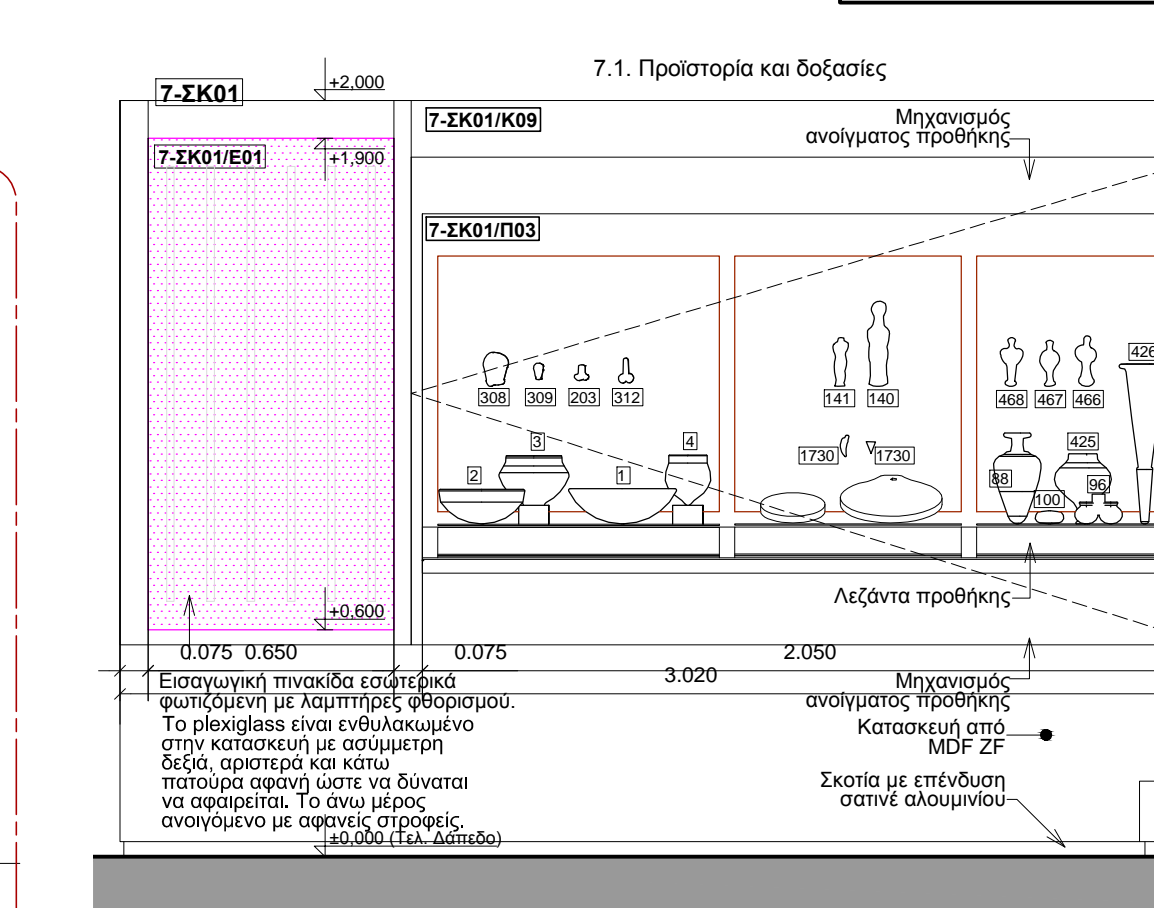 7.1. Προϊστορία και δοξασίες
7-ΣΚ01
+2,000
7-ΣΚ01/Κ09
Μηχανισμός
ανοίγματος προθήκης
7-ΣΚ01/Ε01
+1,900
7-ΣΚ01/Π03
426
308
309
203
312
141
140
468
467
466
3
4
2
1
1730
1730
425
88
96
100
Λεζάντα προθήκης
+0,600
0.075
0.650
0.075
2.050
3.020
Εισαγωγική πινακίδα εσωτερικά
φωτιζόμενη με λαμπτήρες φθορισμού.
Το plexiglass είναι ενθυλακωμένο
στην κατασκευή με ασύμμετρη
δεξιά, αριστερά και κάτω
πατούρα αφανή ώστε να δύναται
να αφαιρείται. Το άνω μέρος
ανοιγόμενο με αφανείς στροφείς.
Μηχανισμός
ανοίγματος προθήκης
Κατασκευή από
MDF ZF
Σκοτία με επένδυση
σατινέ αλουμινίου
±0,000 (Τελ. Δάπεδο)